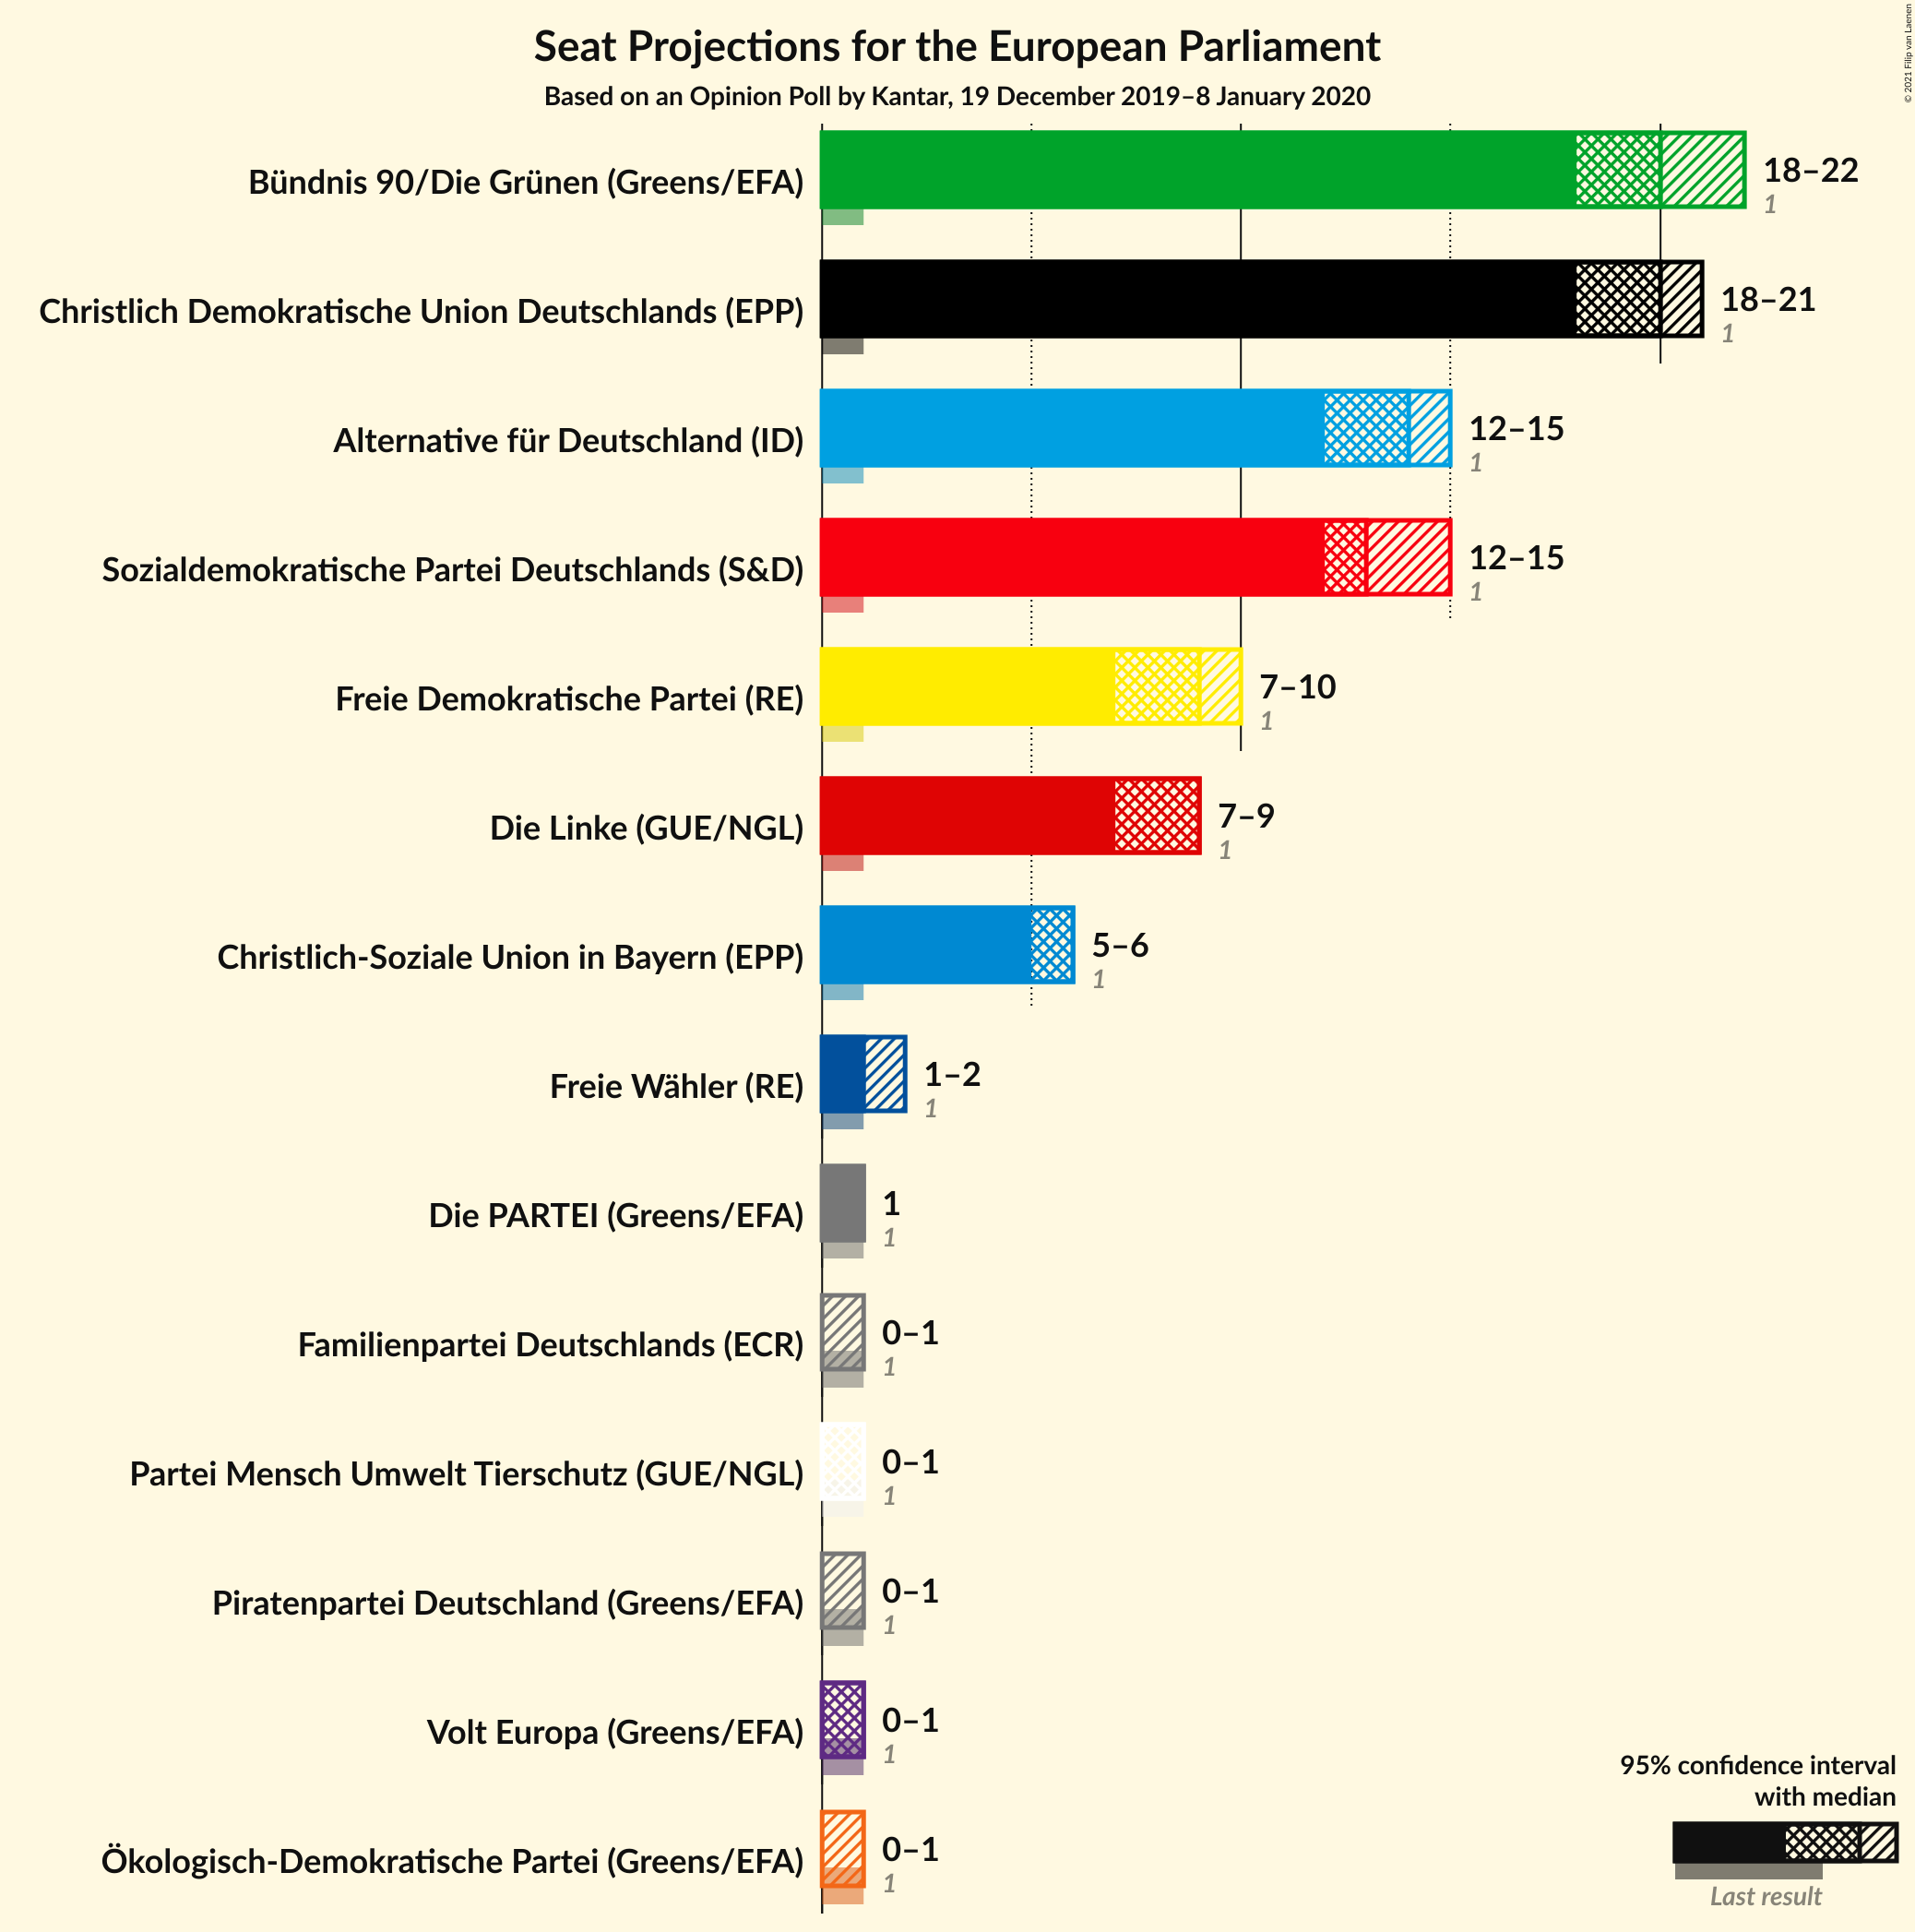 Seat Projections for the European Parliament
Based on an Opinion Poll by Kantar, 19 December 2019–8 January 2020
© 2021 Filip van Laenen
Bündnis 90/Die Grünen (Greens/EFA)
18–22
1
Christlich Demokratische Union Deutschlands (EPP)
18–21
1
Alternative für Deutschland (ID)
12–15
1
Sozialdemokratische Partei Deutschlands (S&D)
12–15
1
Freie Demokratische Partei (RE)
7–10
1
Die Linke (GUE/NGL)
7–9
1
Christlich-Soziale Union in Bayern (EPP)
5–6
1
Freie Wähler (RE)
1–2
1
Die PARTEI (Greens/EFA)
1
1
Familienpartei Deutschlands (ECR)
0–1
1
Partei Mensch Umwelt Tierschutz (GUE/NGL)
0–1
1
Piratenpartei Deutschland (Greens/EFA)
0–1
1
Volt Europa (Greens/EFA)
0–1
1
Ökologisch-Demokratische Partei (Greens/EFA)
0–1
1
95% confidence interval
with median
Last result